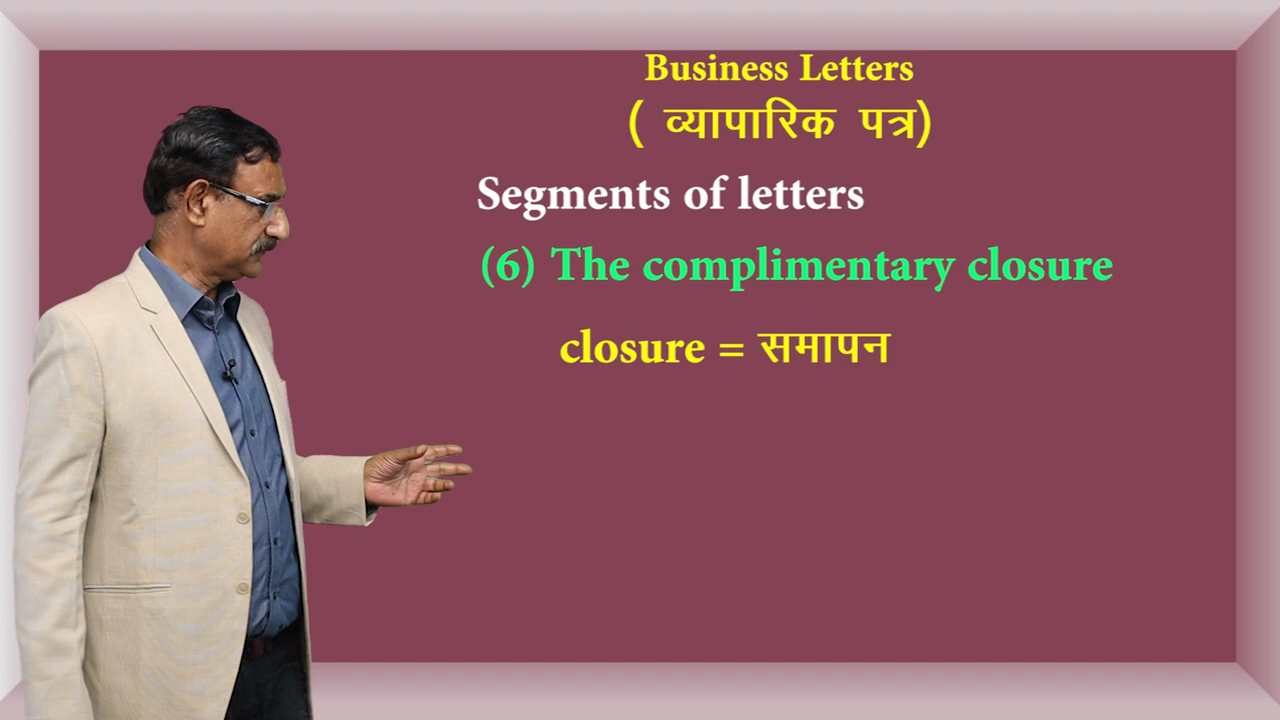 Business Letters
( व्यापारिक पत्र)
Segments of letters
(6) The complimentary closure
closure = समापन